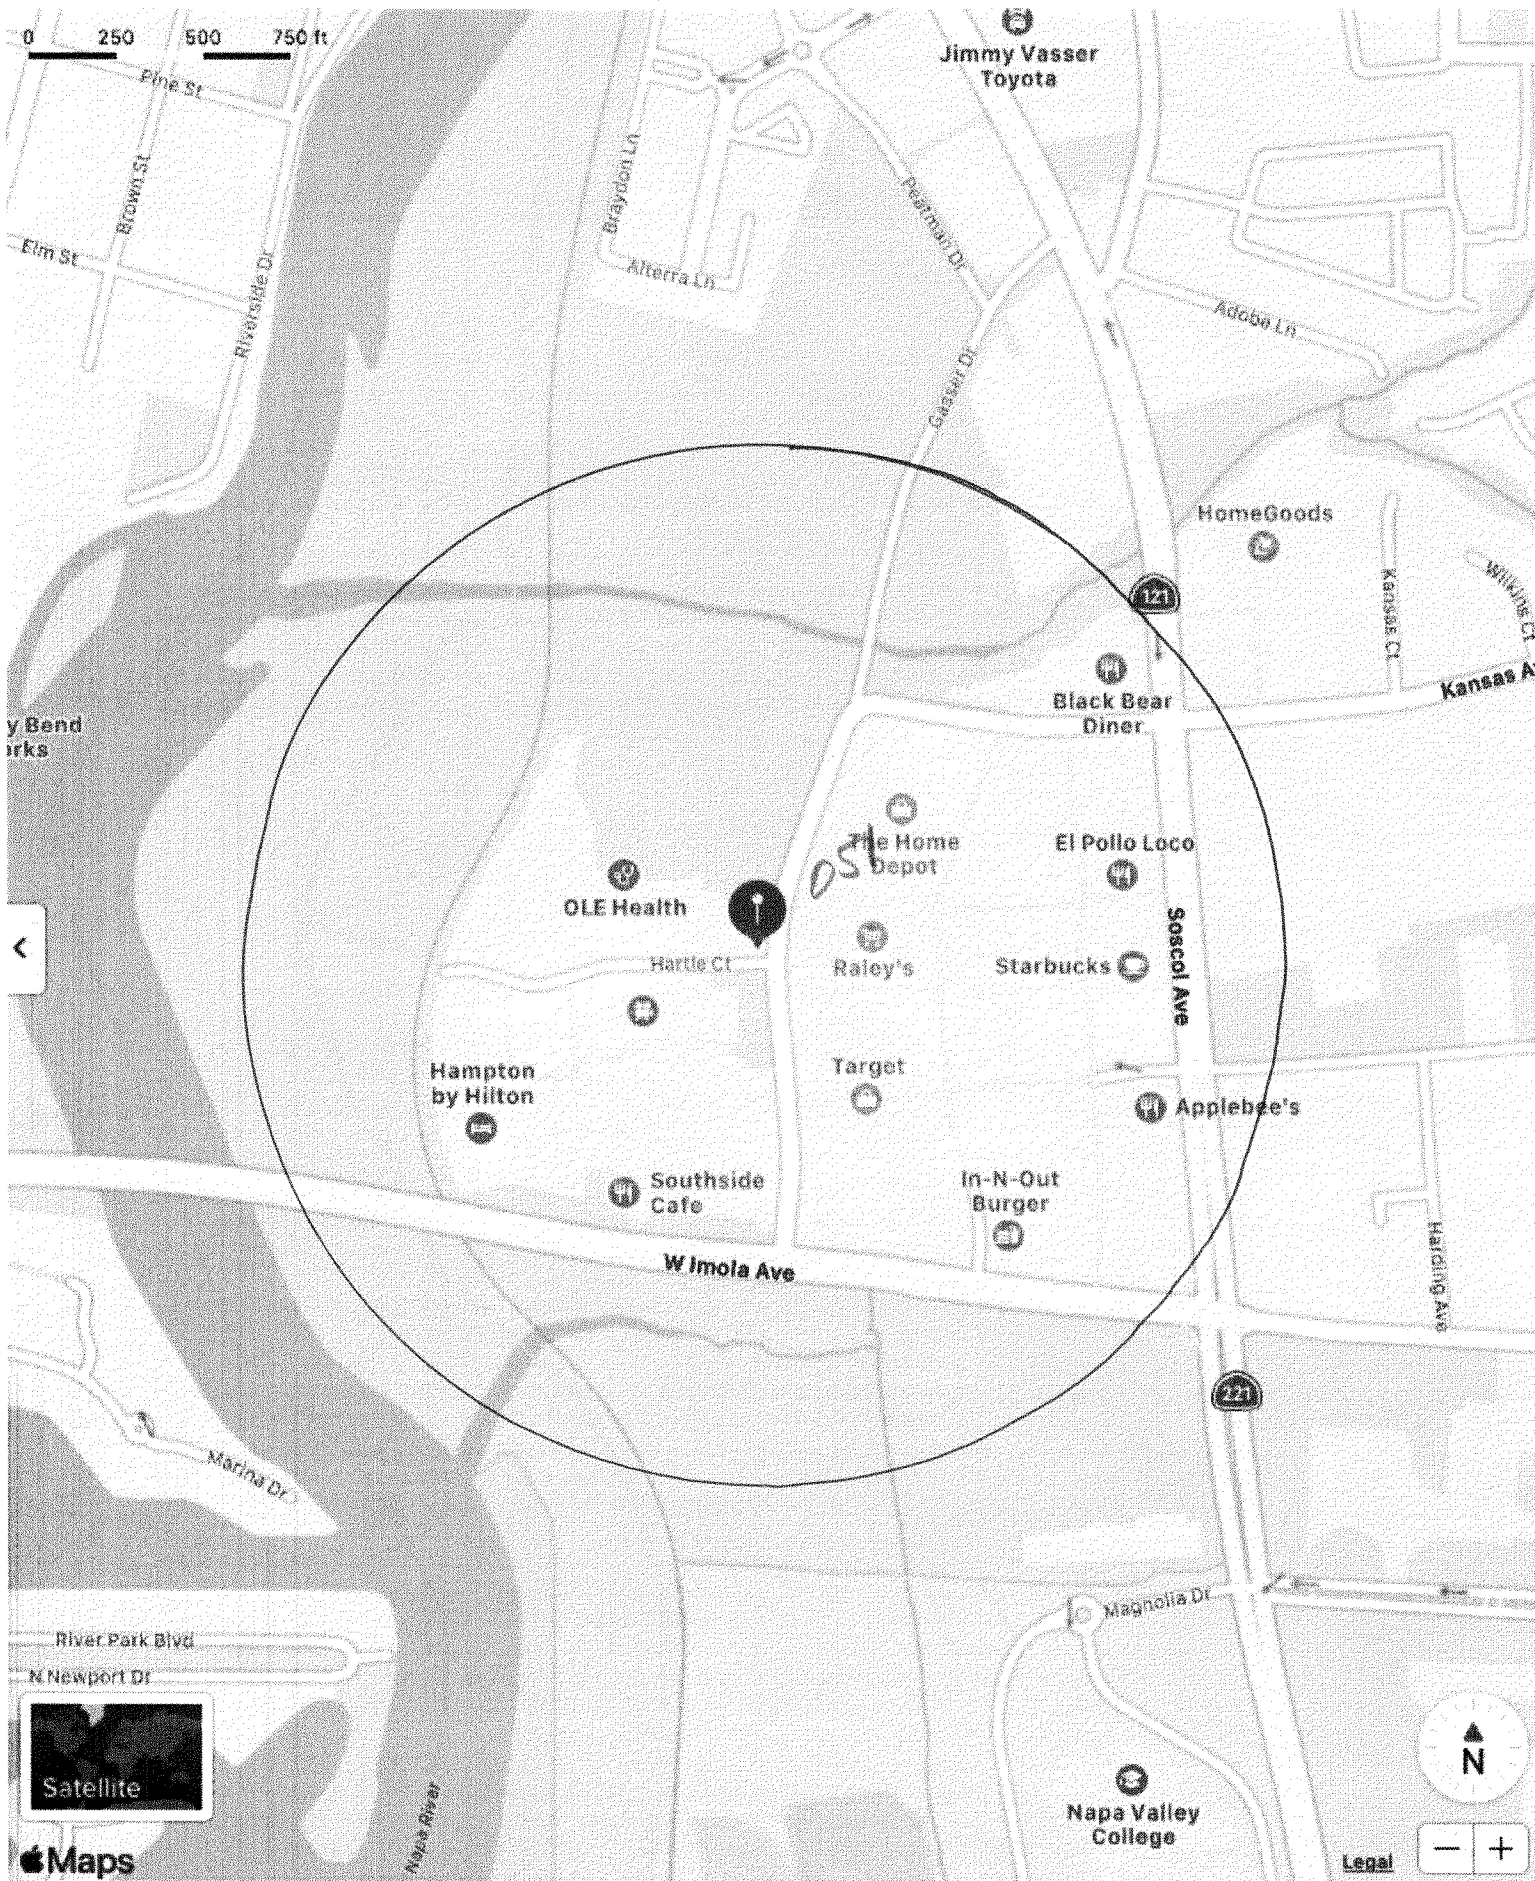 0 250 500 750 ft
Jimmy Vasser
Toyota
Pine St
Brown St
Braydon Ln
Peatman Dr
Elm St
Riverside Dr
Alterra Ln
Adobe Ln
Gasser Dr
HomeGoods
121
Kansas Ct
Wilkins Ct
Black Bear
Diner
Kansas A
y Bend
arks
The Home
Depot
El Pollo Loco
OLE Health
Soscol Ave
Hartle Ct
Raley's
Starbucks
Hampton
by Hilton
Target
Applebee's
Southside
Cafe
In-N-Out
Burger
W Imola Ave
Harding Ave
221
Marina Dr
Magnolia Dr
River Park Blvd
N Newport Dr
Satellite
Napa River
N
Napa Valley
College
Maps
Legal